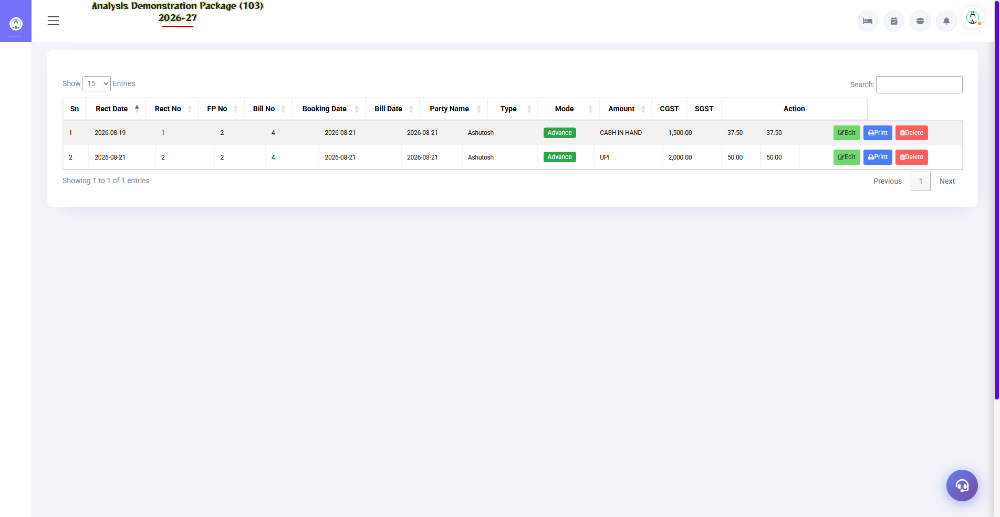 Analysis Demonstration Package (103)
2026-27
Show 15 Entries
Search:
Sn Rect Date Rect No FP No Bill No Booking Date Bill Date Party Name Type Mode Amount CGST SGST Action
1 2026-08-19 1 2 4 2026-08-21 2026-08-21 Ashutosh Advance CASH IN HAND 1,500.00 37.50 37.50 Edit Print Delete
2 2026-08-21 2 2 4 2026-08-21 2026-08-21 Ashutosh Advance UPI 2,000.00 50.00 50.00 Edit Print Delete
Showing 1 to 1 of 1 entries
Previous 1 Next